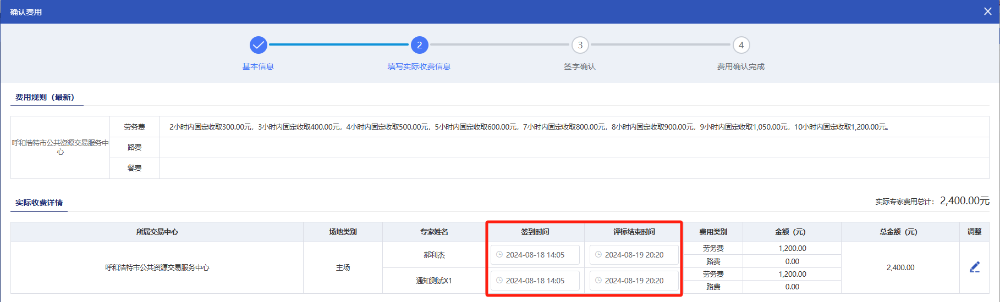 确认费用
2
3
4
基本信息
填写实际收费信息
签字确认
费用确认完成
费用规则（最新）
呼和浩特市公共资源交易服务中
心
劳务费
2小时内固定收取300.00元，3小时内固定收取400.00元，4小时内固定收取500.00元，5小时内固定收取600.00元，7小时内固定收取800.00元，8小时内固定收取900.00元，9小时内固定收取1,050.00元，10小时内固定收取1,200.00元。
路费
餐费
实际收费详情
实际专家费用总计： 2,400.00元
所属交易中心 场地类别 专家姓名 签到时间 评标结束时间 费用类别 金额（元） 总金额（元） 调整
呼和浩特市公共资源交易服务中心 主场
郝利杰 2024-08-18 14:05 2024-08-19 20:20
劳务费 1,200.00
路费 0.00
通知测试X1 2024-08-18 14:05 2024-08-19 20:20
劳务费 1,200.00
路费 0.00
2,400.00